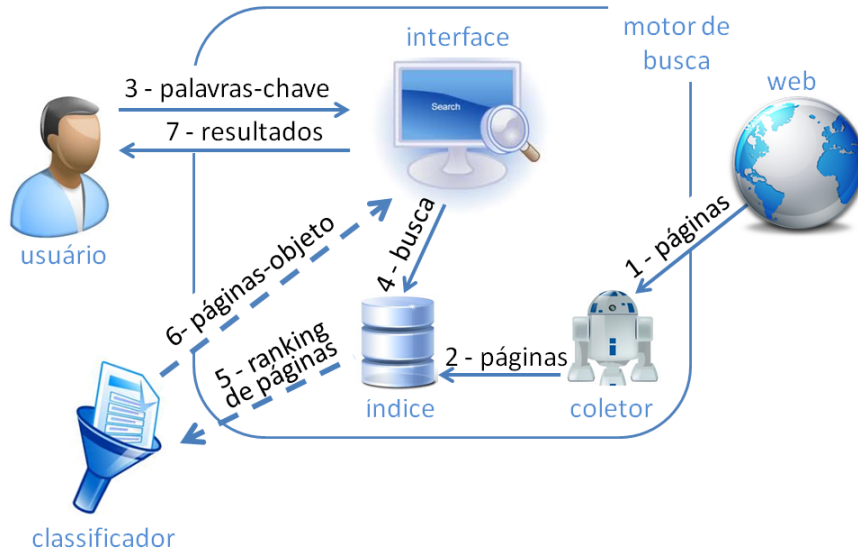 interface
motor de
busca
web
3 - palavras-chave
Search
7 - resultados
usuário
1 - páginas
4 - busca
6- páginas-objeto
5 - ranking
de páginas
2 - páginas
índice
coletor
classificador